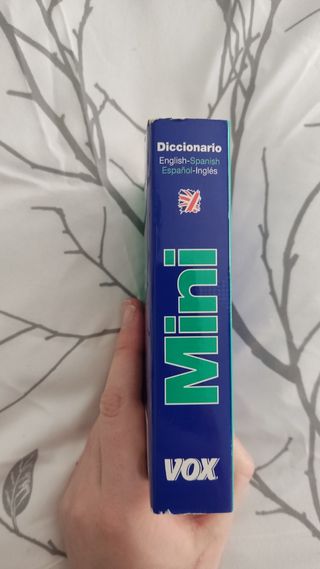 Diccionario
English-Spanish
Español-Inglés
Mini
VOX